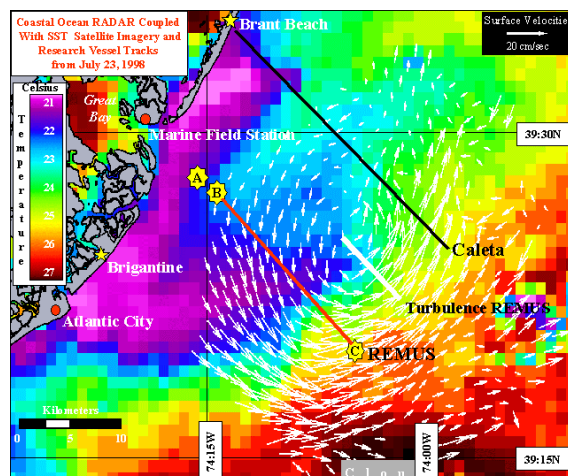 Coastal Ocean RADAR Coupled
With SST Satellite Imagery and
Research Vessel Tracks
from July 23, 1998
Brant Beach
Surface Velocities
20 cm/sec
Celsius
Temperature
21
22
23
24
25
26
27
Great
Bay
Marine Field Station
39:30N
A
B
Brigantine
Caleta
Turbulence REMUS
Atlantic City
C
REMUS
Kilometers
0 5 10
74:15W
74:00W
39:15N